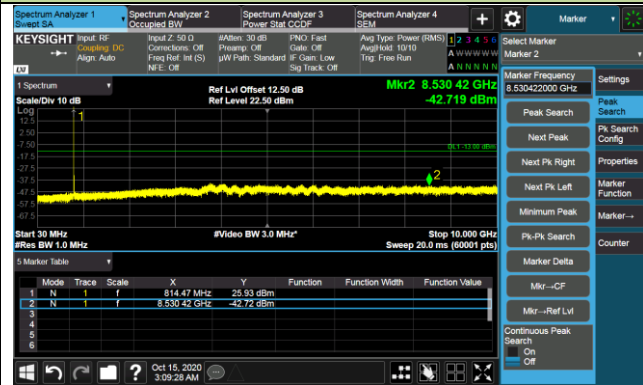 Spectrum Analyzer 1
Swept SA
Spectrum Analyzer 2
Occupied BW
Spectrum Analyzer 3
Power Stat CCDF
Spectrum Analyzer 4
SEM
+
Marker
KEYSIGHT
Input: RF
Coupling: DC
Align: Auto
Input Z: 50 Ω
Corrections: Off
Freq Ref: Int (S)
NFE: Off
#Atten: 30 dB
Preamp: Off
µW Path: Standard
PNO: Fast
Gate: Off
IF Gain: Low
Sig Track: Off
Avg Type: Power (RMS)
Avg|Hold: 10/10
Trig: Free Run
1 2 3 4 5 6
A W W W W W
A N N N N N
LXI
Select Marker
Marker 2
1 Spectrum
Scale/Div 10 dB
Ref Lvl Offset 12.50 dB
Ref Level 22.50 dBm
Mkr2 8.530 42 GHz
-42.719 dBm
Log
12.5
2.50
-7.50
-17.5
-27.5
-37.5
-47.5
-57.5
-67.5
1
DL1 -13.00 dBm
2
Start 30 MHz
#Res BW 1.0 MHz
#Video BW 3.0 MHz*
Stop 10.000 GHz
Sweep 20.0 ms (60001 pts)
5 Marker Table
Mode Trace Scale X Y Function Function Width Function Value
1 N 1 f 814.47 MHz 25.93 dBm
2 N 1 f 8.530 42 GHz -42.72 dBm
3
4
5
6
Marker Frequency
8.530422000 GHz
Peak Search
Next Peak
Next Pk Right
Next Pk Left
Minimum Peak
Pk-Pk Search
Marker Delta
Mkr→CF
Mkr→Ref Lvl
Continuous Peak
Search
On
Off
Settings
Peak
Search
Pk Search
Config
Properties
Marker
Function
Marker→
Counter
?
Oct 15, 2020
3:09:28 AM